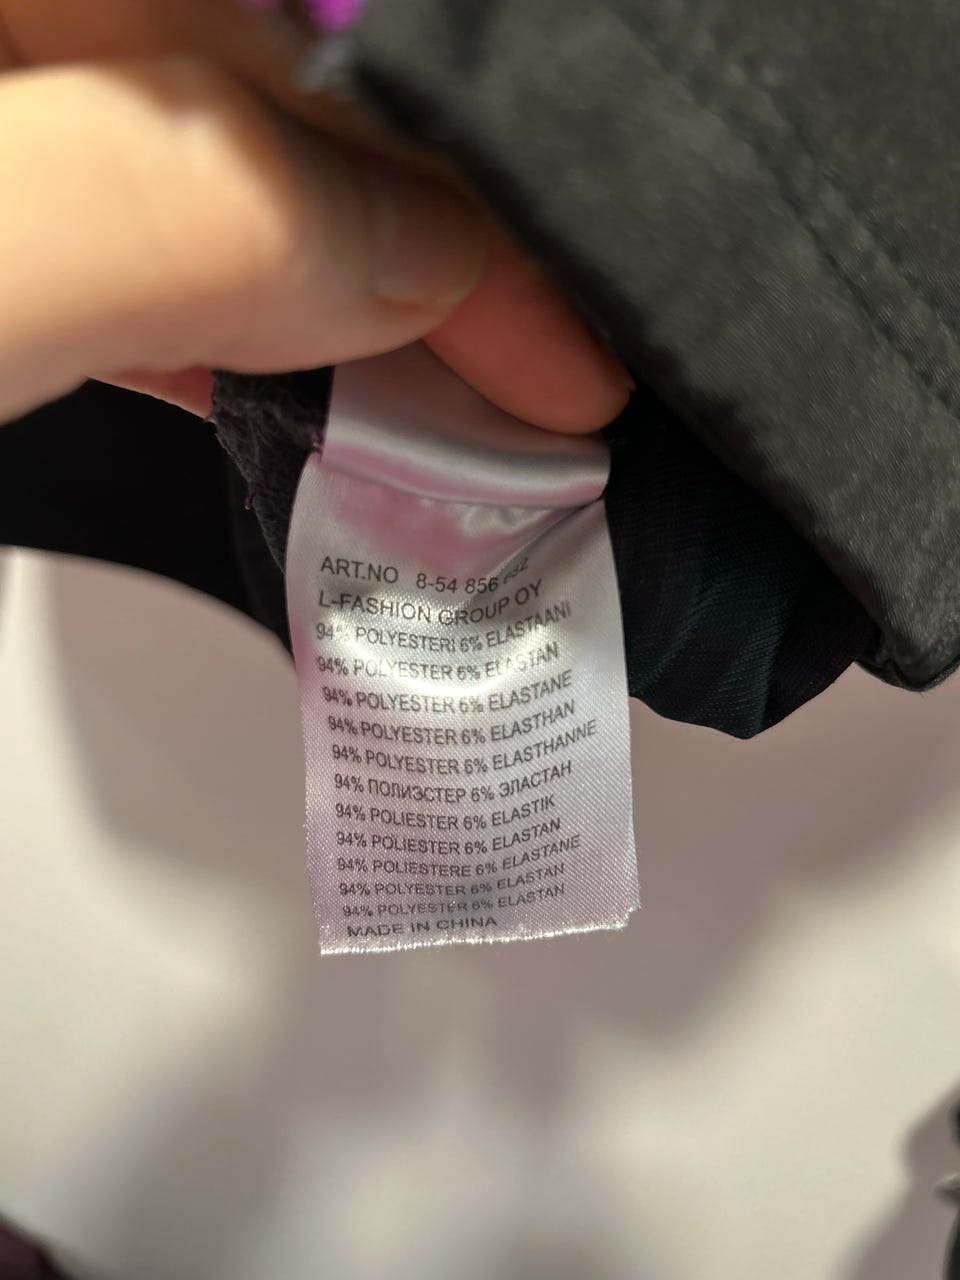 ART.NO 8-54 856
L-FASHION GROUP OY
94% POLYESTERI 6% ELASTAANI
94% POLYESTER 6% ELASTAN
94% POLYESTER 6% ELASTANE
94% POLYESTER 6% ELASTHAN
94% POLYESTER 6% ELASTHANNE
94% ПОЛИЭСТЕР 6% ЭЛАСТАН
94% POLIESTER 6% ELASTIK
94% POLIESTER 6% ELASTAN
94% POLIESTERE 6% ELASTANE
94% POLYESTER 6% ELASTAN
94% POLYESTER 6% ELASTAN
MADE IN CHINA